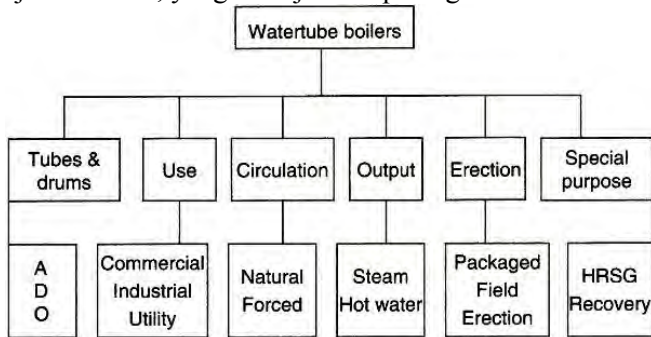 Watertube boilers
Tubes &
drums
Use
Circulation
Output
Erection
Special
purpose
A
D
O
Commercial
Industrial
Utility
Natural
Forced
Steam
Hot water
Packaged
Field
Erection
HRSG
Recovery